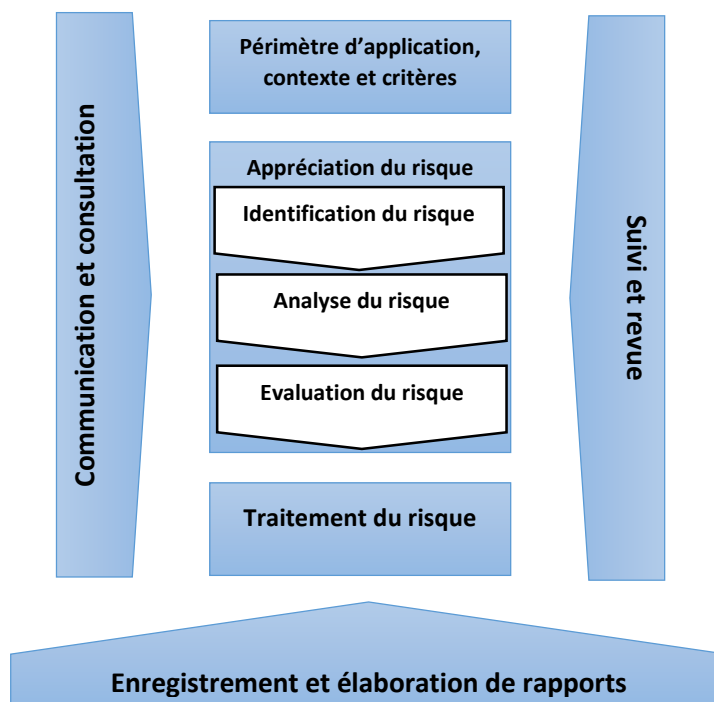 Communication et consultation
Périmètre d'application,
contexte et critères
Appréciation du risque
Identification du risque
Analyse du risque
Evaluation du risque
Traitement du risque
Suivi et revue
Enregistrement et élaboration de rapports